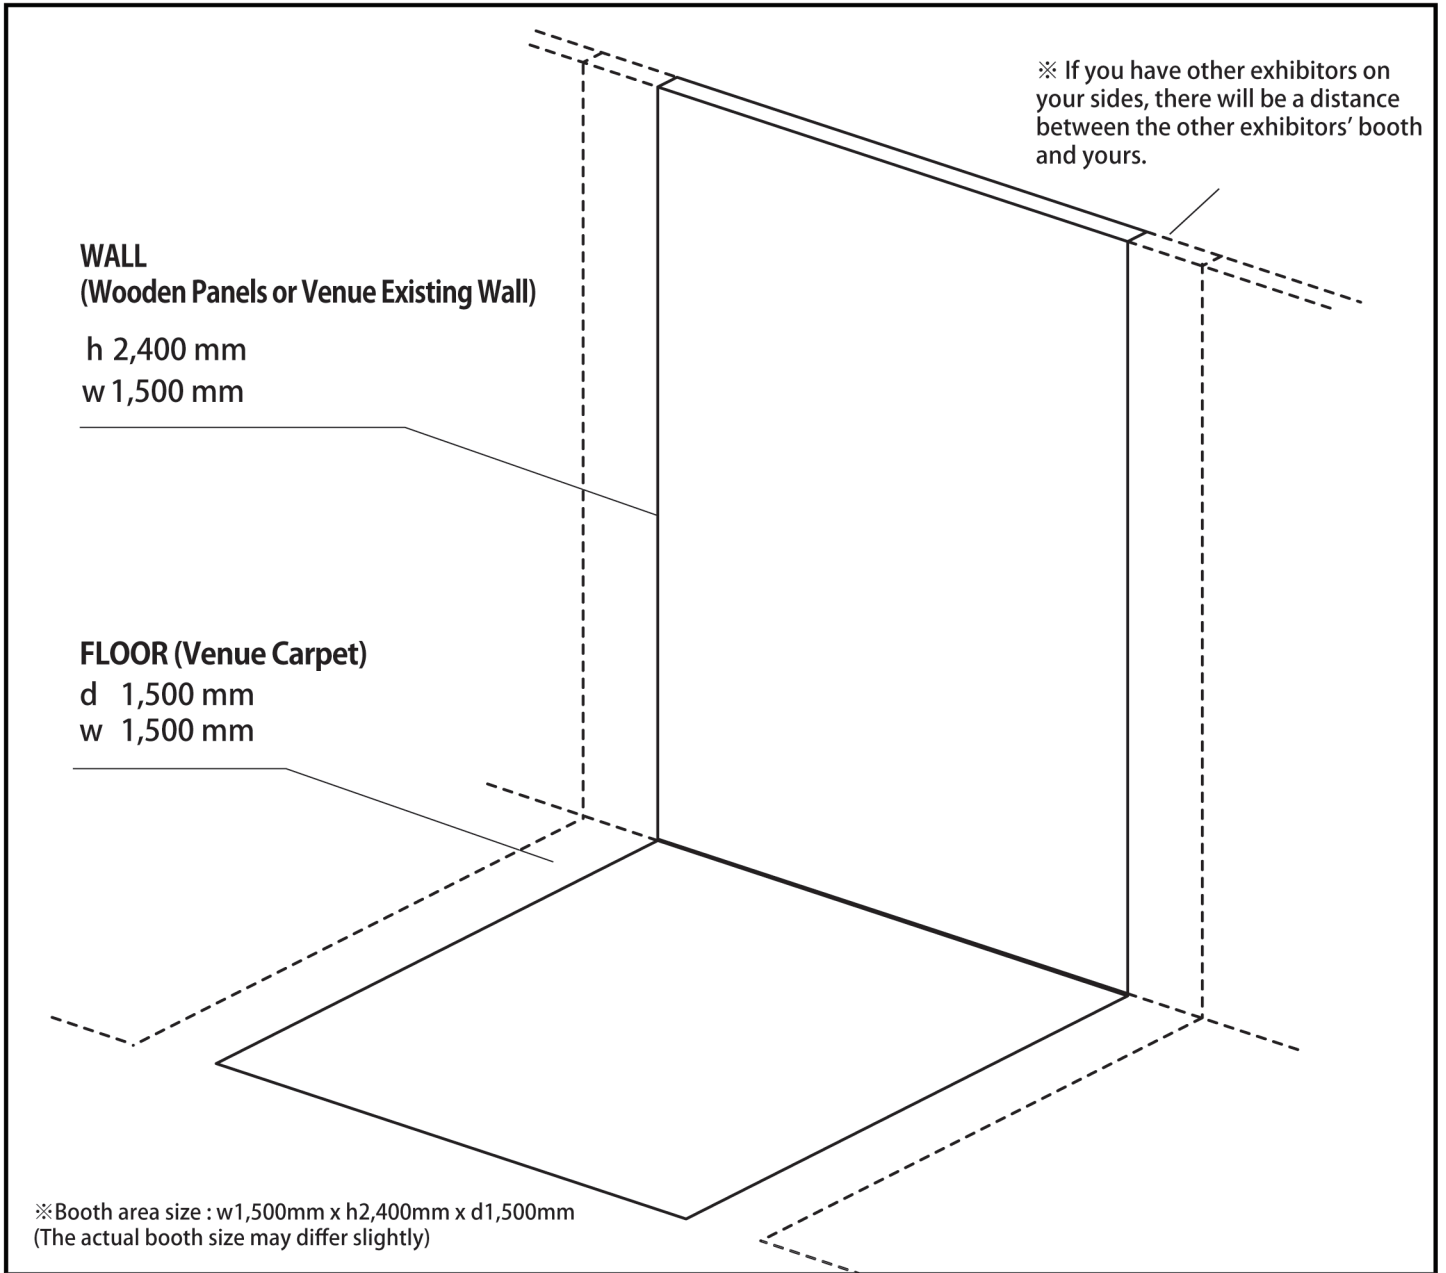 ※ If you have other exhibitors on
your sides, there will be a distance
between the other exhibitors’ booth
and yours.
WALL
(Wooden Panels or Venue Existing Wall)
h 2,400 mm
w 1,500 mm
FLOOR (Venue Carpet)
d 1,500 mm
w 1,500 mm
※Booth area size : w1,500mm x h2,400mm x d1,500mm
(The actual booth size may differ slightly)